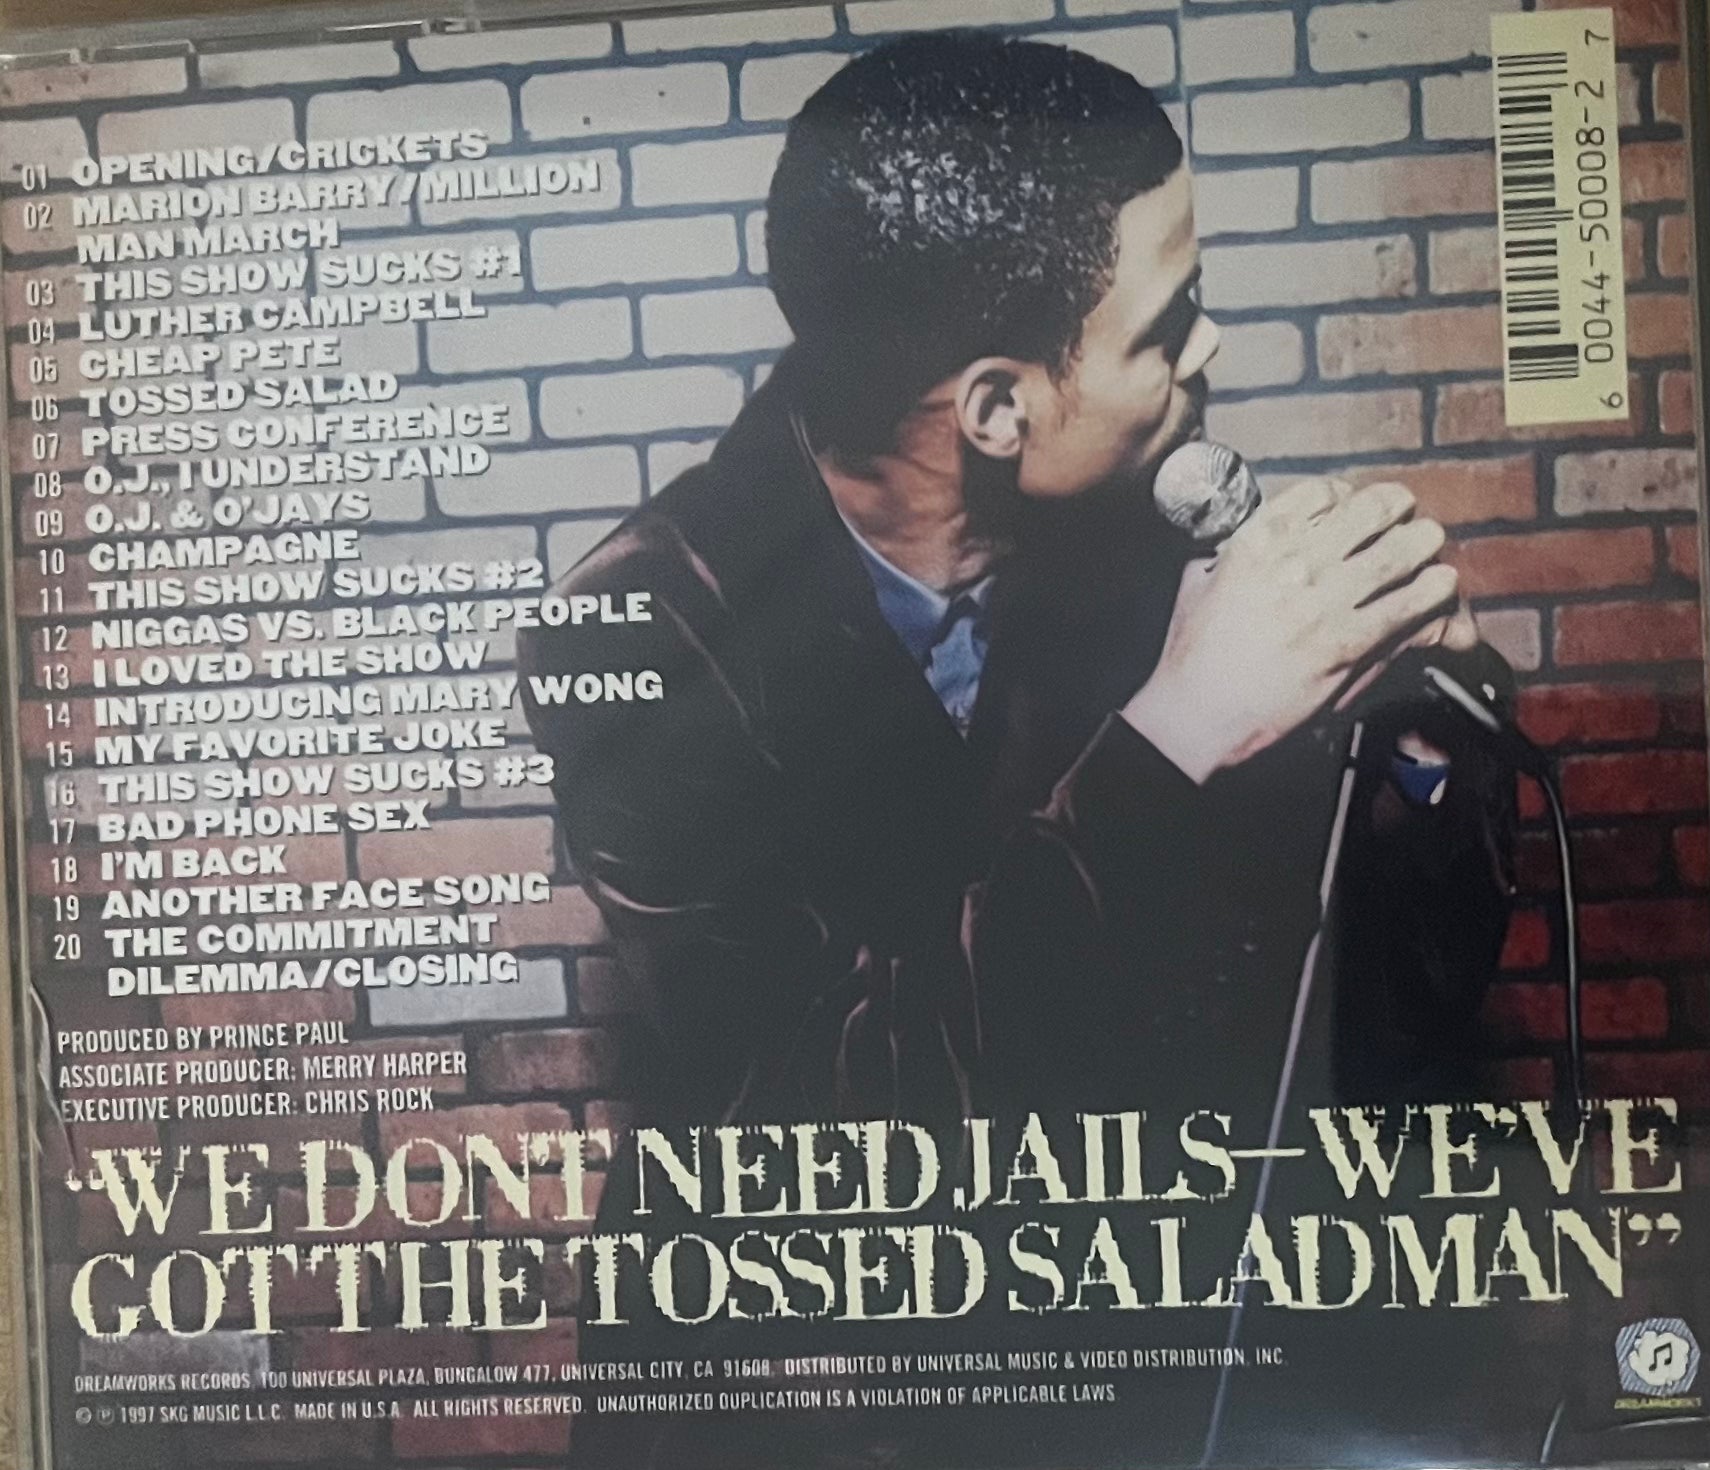 01 OPENING/CRICKETS
02 MARION BARRY/MILLION
MAN MARCH
03 THIS SHOW SUCKS #1
04 LUTHER CAMPBELL
05 CHEAP PETE
06 TOSSED SALAD
07 PRESS CONFERENCE
08 O.J., I UNDERSTAND
09 O.J. & O'JAYS
10 CHAMPAGNE
11 THIS SHOW SUCKS #2
12 NIGGAS VS. BLACK PEOPLE
13 I LOVED THE SHOW
14 INTRODUCING MARY WONG
15 MY FAVORITE JOKE
16 THIS SHOW SUCKS #3
17 BAD PHONE SEX
18 I'M BACK
19 ANOTHER FACE SONG
20 THE COMMITMENT
DILEMMA/CLOSING
PRODUCED BY PRINCE PAUL
ASSOCIATE PRODUCER: MERRY HARPER
EXECUTIVE PRODUCER: CHRIS ROCK
"WE DON'T NEED JAILS—WE'VE
GOT THE TOSSED SALAD MAN"
DREAMWORKS RECORDS, 100 UNIVERSAL PLAZA, BUNGALOW 477, UNIVERSAL CITY, CA 91608. DISTRIBUTED BY UNIVERSAL MUSIC & VIDEO DISTRIBUTION, INC.
© ℗ 1997 SKG MUSIC L.L.C. MADE IN U.S.A. ALL RIGHTS RESERVED. UNAUTHORIZED DUPLICATION IS A VIOLATION OF APPLICABLE LAWS.
6 0044-50008-2 7
DREAMWORKS